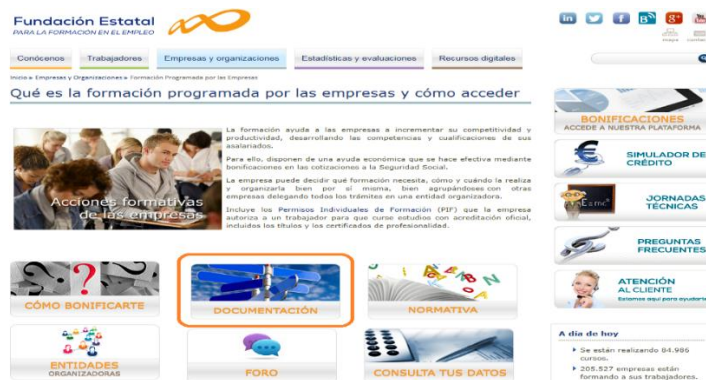 Fundación Estatal
PARA LA FORMACIÓN EN EL EMPLEO
mapa
Conócenos
Trabajadores
Empresas y organizaciones
Estadísticas y evaluaciones
Recursos digitales
Inicio » Empresas y Organizaciones » Formación Programada por las Empresas
Qué es la formación programada por las empresas y cómo acceder
La formación ayuda a las empresas a incrementar su competitividad y
productividad, desarrollando las competencias y cualificaciones de sus
asalariados.
Para ello, disponen de una ayuda económica que se hace efectiva mediante
bonificaciones en las cotizaciones a la Seguridad Social.
La empresa puede decidir qué formación necesita, cómo y cuándo la realiza
y organizarla bien por sí misma, bien agrupándoses con otras
empresas delegando todos los trámites en una entidad organizadora.
Incluye los Permisos Individuales de Formación (PIF) que la empresa
autoriza a un trabajador para que curse estudios con acreditación oficial,
incluidos los títulos y los certificados de profesionalidad.
Acciones formativas
de las empresas
CÓMO BONIFICARTE
DOCUMENTACIÓN
NORMATIVA
ENTIDADES
ORGANIZADORAS
FORO
CONSULTA TUS DATOS
BONIFICACIONES
ACCEDE A NUESTRA PLATAFORMA
SIMULADOR DE
CRÉDITO
JORNADAS
TÉCNICAS
PREGUNTAS
FRECUENTES
ATENCIÓN
AL CLIENTE
Estamos aquí para ayudarte
A día de hoy
Se están realizando 84.986
cursos.
205.527 empresas están
formando a sus trabajadores.